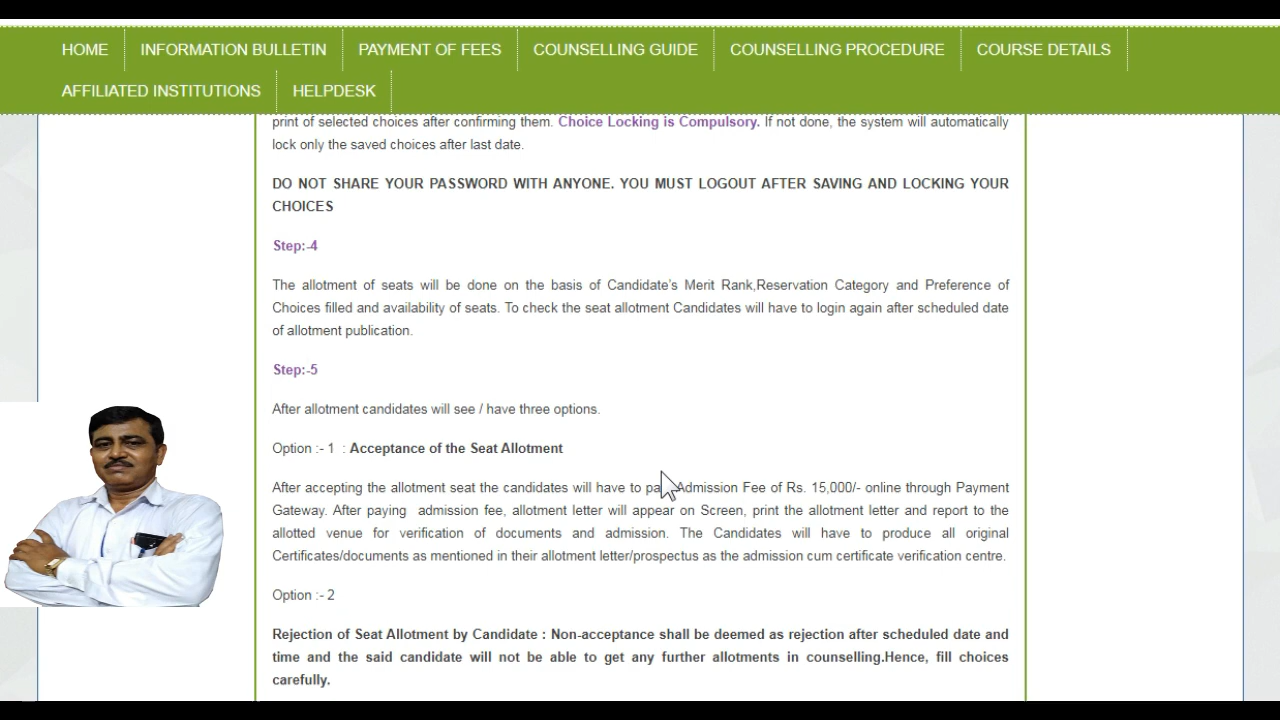 HOME INFORMATION BULLETIN PAYMENT OF FEES COUNSELLING GUIDE COUNSELLING PROCEDURE COURSE DETAILS
AFFILIATED INSTITUTIONS HELPDESK
print of selected choices after confirming them. Choice Locking is Compulsory. If not done, the system will automatically
lock only the saved choices after last date.
DO NOT SHARE YOUR PASSWORD WITH ANYONE. YOU MUST LOGOUT AFTER SAVING AND LOCKING YOUR
CHOICES
Step:-4
The allotment of seats will be done on the basis of Candidate's Merit Rank,Reservation Category and Preference of
Choices filled and availability of seats. To check the seat allotment Candidates will have to login again after scheduled date
of allotment publication.
Step:-5
After allotment candidates will see / have three options.
Option :- 1 : Acceptance of the Seat Allotment
After accepting the allotment seat the candidates will have to Admission Fee of Rs. 15,000/- online through Payment
Gateway. After paying admission fee, allotment letter will appear on Screen, print the allotment letter and report to the
allotted venue for verification of documents and admission. The Candidates will have to produce all original
Certificates/documents as mentioned in their allotment letter/prospectus as the admission cum certificate verification centre.
Option :- 2
Rejection of Seat Allotment by Candidate : Non-acceptance shall be deemed as rejection after scheduled date and
time and the said candidate will not be able to get any further allotments in counselling.Hence, fill choices
carefully.